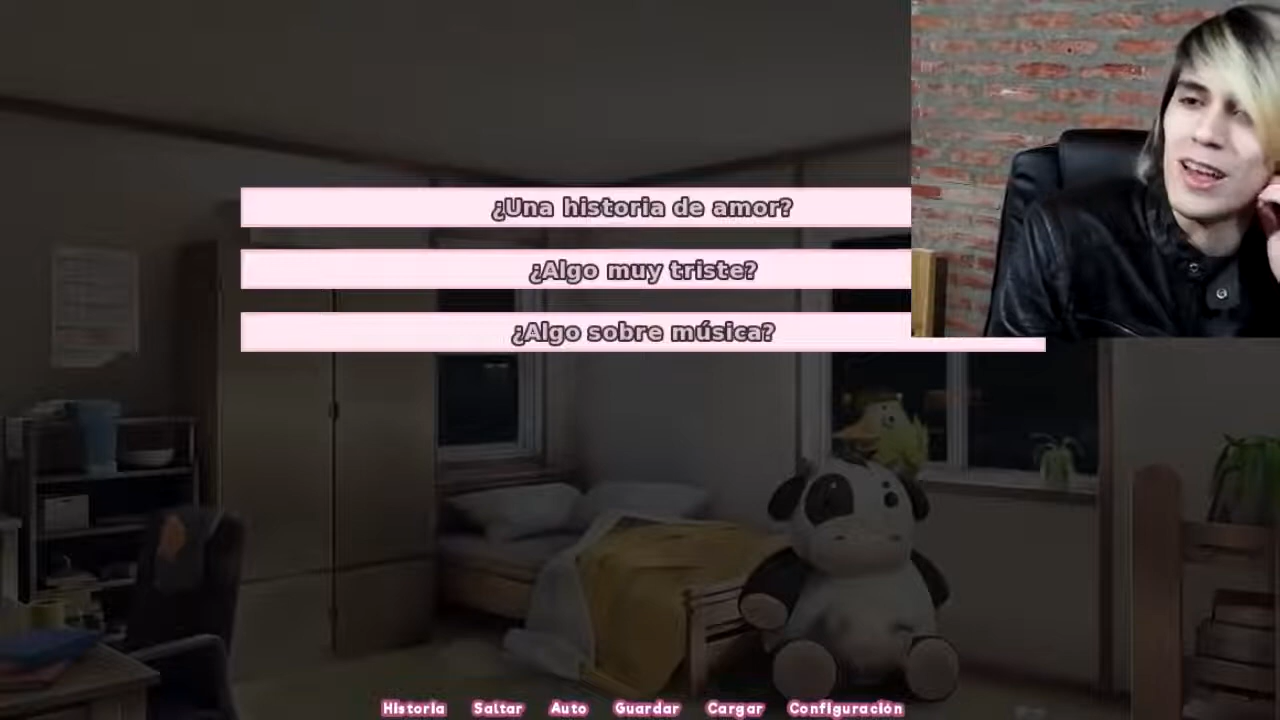 ¿Una historia de amor?
¿Algo muy triste?
¿Algo sobre música?
Historia Saltar Auto Guardar Cargar Configuración